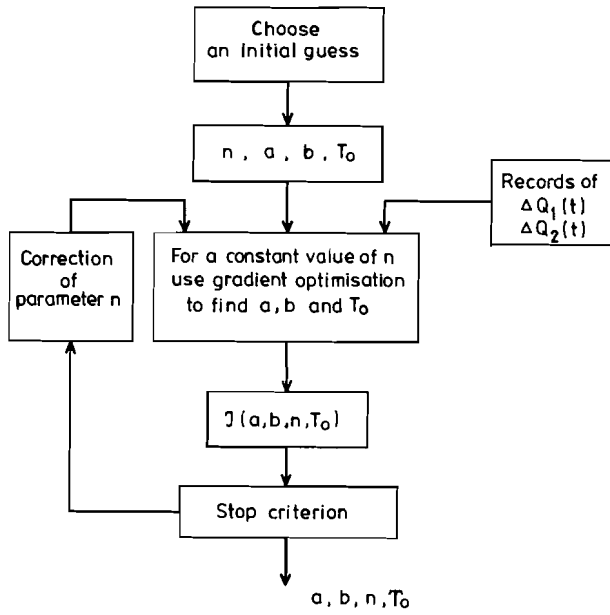 Choose
an initial guess
n , a , b , T₀
Records of
ΔQ₁(t)
ΔQ₂(t)
Correction
of
parameter n
For a constant value of n
use gradient optimisation
to find a,b and T₀
J(a,b,n,T₀)
Stop criterion
a, b, n, T₀